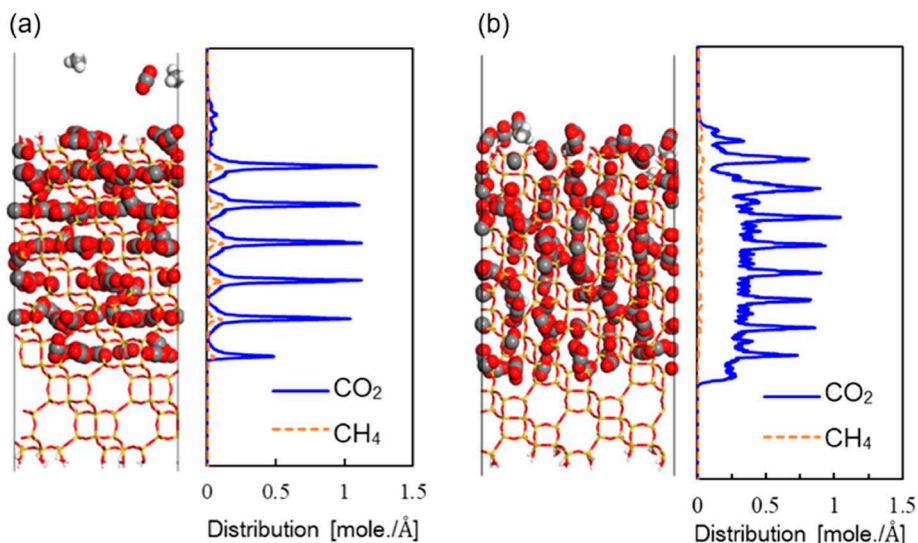 (a)
(b)
CO₂
CH₄
0 0.5 1 1.5
Distribution [mole./Å]
CO₂
CH₄
0 0.5 1 1.5
Distribution [mole./Å]